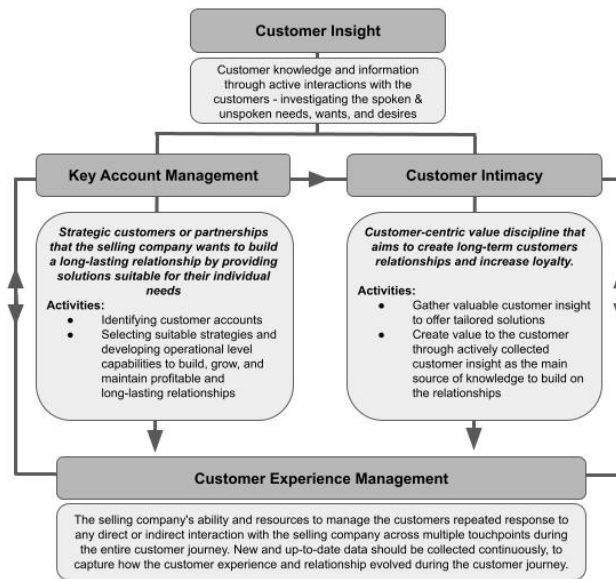 Customer Insight
Customer knowledge and information
through active interactions with the
customers - investigating the spoken &
unspoken needs, wants, and desires
Key Account Management
Customer Intimacy
Strategic customers or partnerships
that the selling company wants to build
a long-lasting relationship by providing
solutions suitable for their individual
needs
Activities:
● Identifying customer accounts
● Selecting suitable strategies and
developing operational level
capabilities to build, grow, and
maintain profitable and
long-lasting relationships
Customer-centric value discipline that
aims to create long-term customers
relationships and increase loyalty.
Activities:
● Gather valuable customer insight
to offer tailored solutions
● Create value to the customer
through actively collected
customer insight as the main
source of knowledge to build on
the relationships
Customer Experience Management
The selling company's ability and resources to manage the customers repeated response to
any direct or indirect interaction with the selling company across multiple touchpoints during
the entire customer journey. New and up-to-date data should be collected continuously, to
capture how the customer experience and relationship evolved during the customer journey.